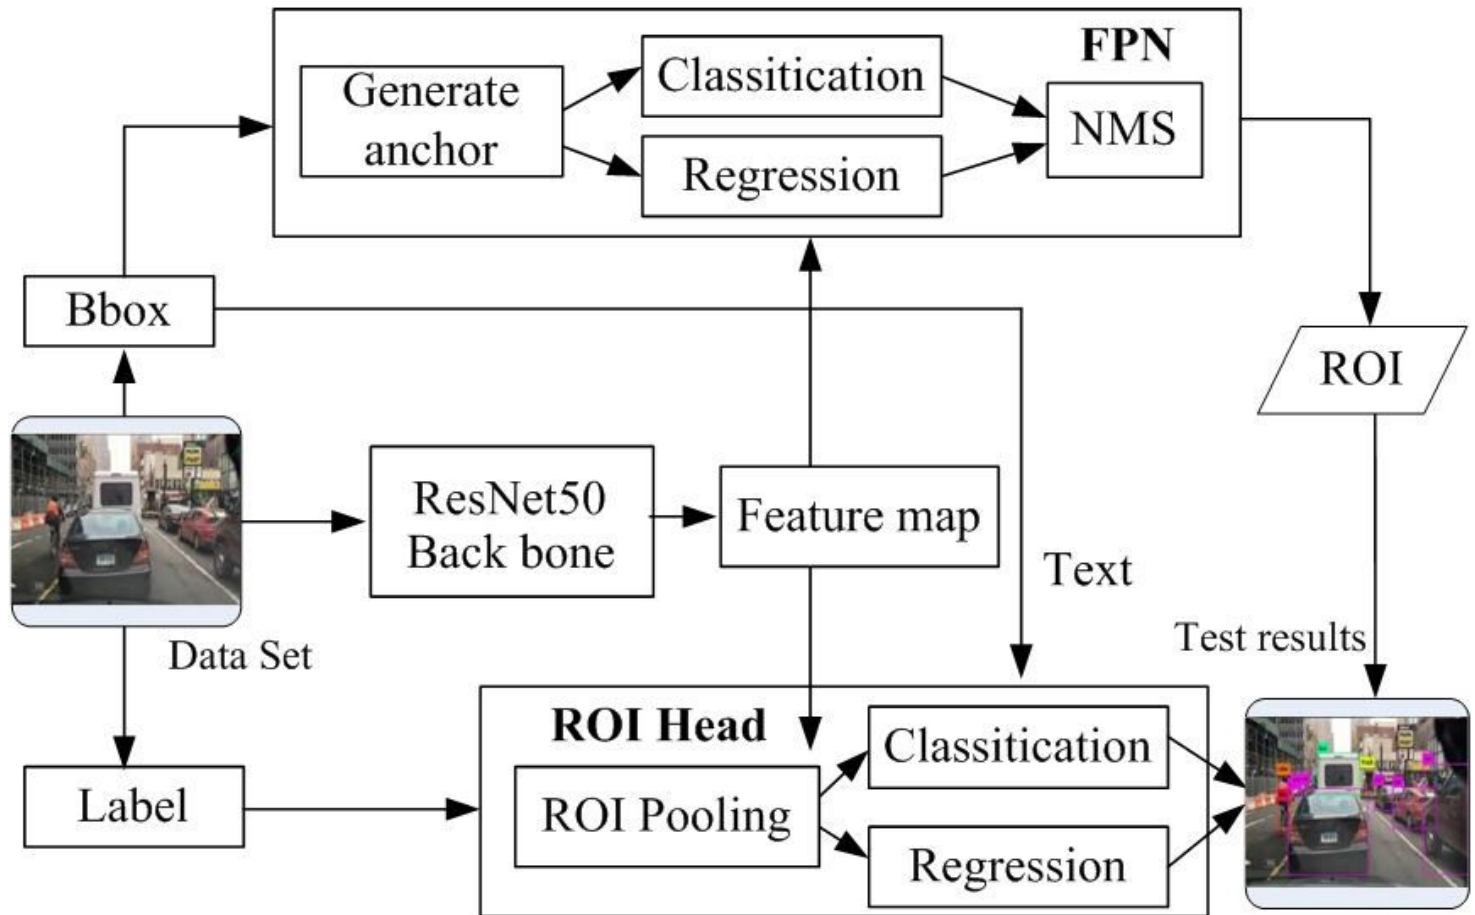 FPN
Generate
anchor
Classitication
Regression
NMS
Bbox
ROI
ResNet50
Back bone
Feature map
Text
Data Set
Test results
Label
ROI Head
ROI Pooling
Classitication
Regression